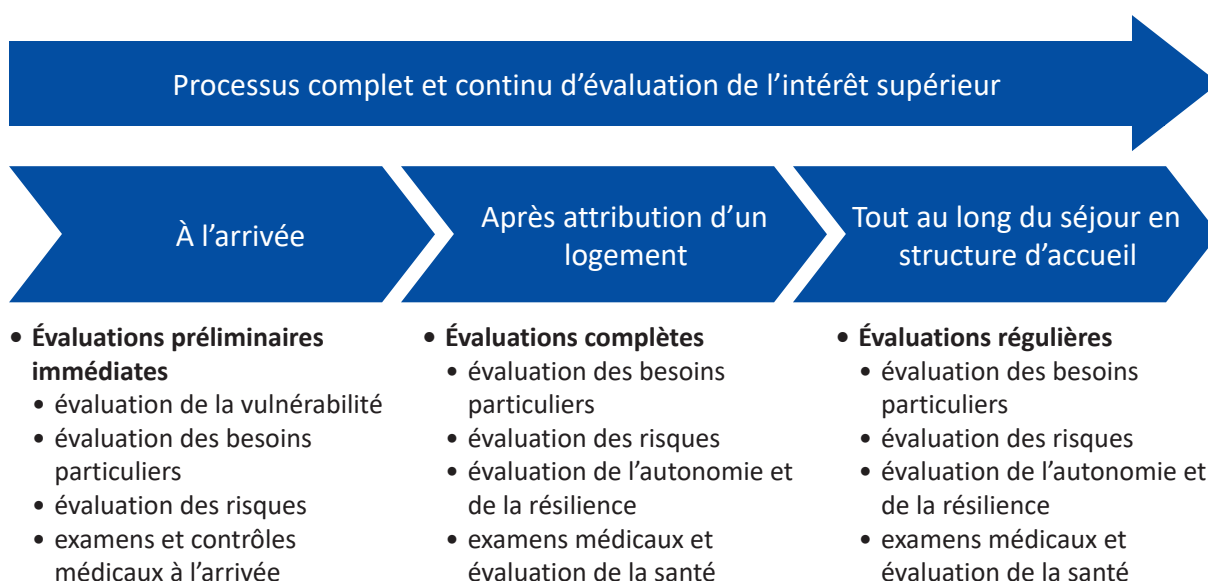 Processus complet et continu d’évaluation de l’intérêt supérieur
À l’arrivée
Après attribution d’un
logement
Tout au long du séjour en
structure d’accueil
• Évaluations préliminaires
immédiates
• évaluation de la vulnérabilité
• évaluation des besoins
particuliers
• évaluation des risques
• examens et contrôles
médicaux à l’arrivée
• Évaluations complètes
• évaluation des besoins
particuliers
• évaluation des risques
• évaluation de l’autonomie et
de la résilience
• examens médicaux et
évaluation de la santé
• Évaluations régulières
• évaluation des besoins
particuliers
• évaluation des risques
• évaluation de l’autonomie et
de la résilience
• examens médicaux et
évaluation de la santé